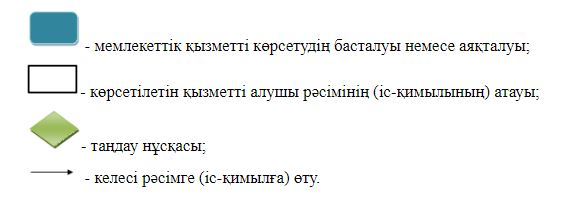 - мемлекеттік қызметті көрсетудің басталуы немесе аяқталуы;
- көрсетілетін қызметті алушы рәсімінің (іс-қимылының) атауы;
- таңдау нұсқасы;
- келесі рәсімге (іс-қимылға) өту.